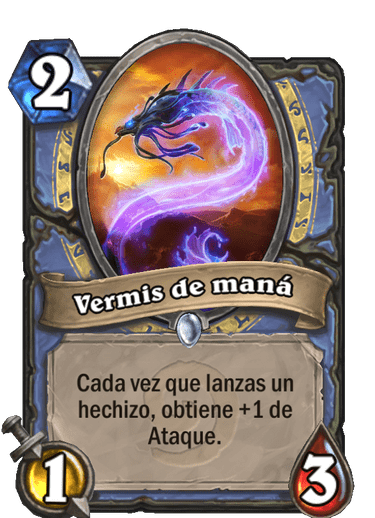 2
Vermis de maná
Cada vez que lanzas un
hechizo, obtiene +1 de
Ataque.
1
3